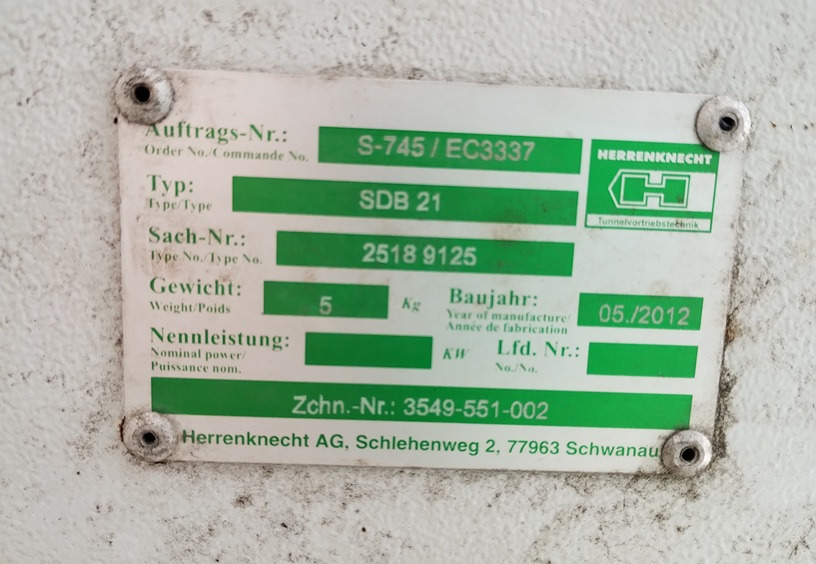 Auftrags-Nr.: S-745 / EC3337
Order No./Commande No.
HERRENKNECHT
Tunnelvortriebstechnik
Typ: SDB 21
Type/Type
Sach-Nr.: 2518 9125
Type No./Type No.
Gewicht: 5 Kg
Weight/Poids
Baujahr: 05./2012
Year of manufacture/
Année de fabrication
Nennleistung: KW
Nominal power/
Puissance nom.
Lfd. Nr.:
No./No.
Zchn.-Nr.: 3549-551-002
Herrenknecht AG, Schlehenweg 2, 77963 Schwanau